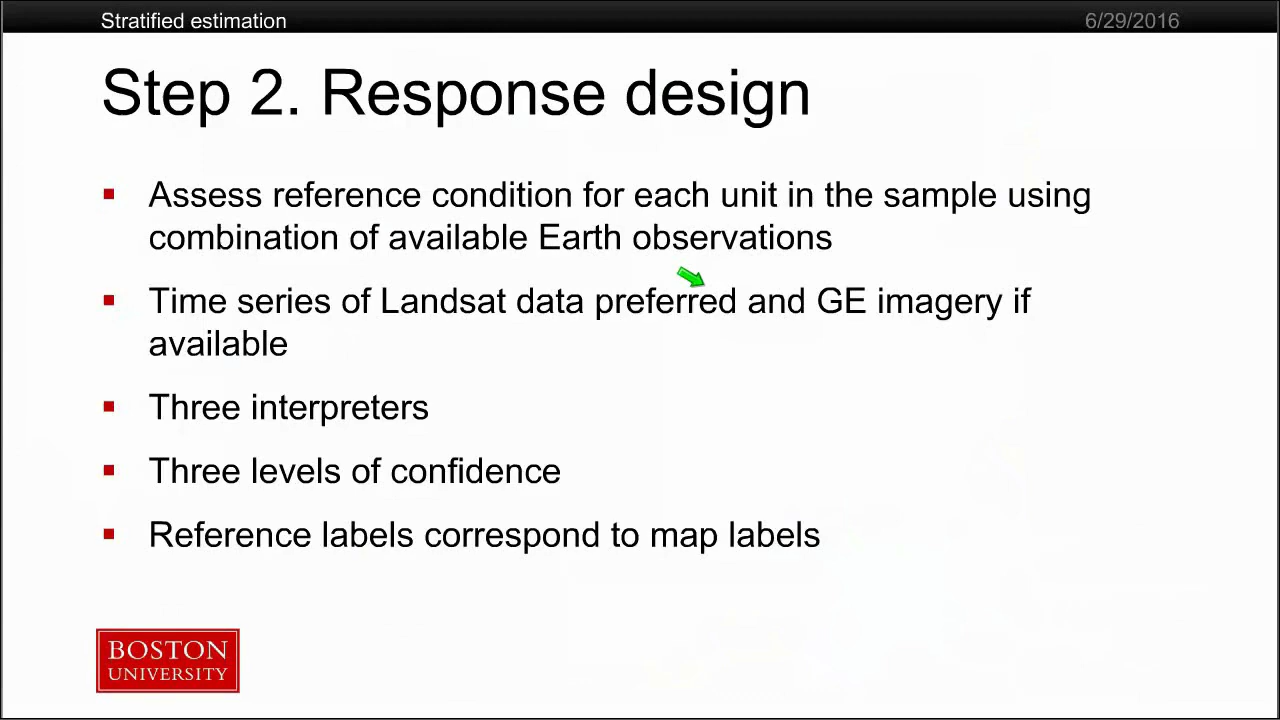 Stratified estimation
6/29/2016
Step 2. Response design
Assess reference condition for each unit in the sample using
combination of available Earth observations
Time series of Landsat data preferred and GE imagery if
available
Three interpreters
Three levels of confidence
Reference labels correspond to map labels
BOSTON
UNIVERSITY